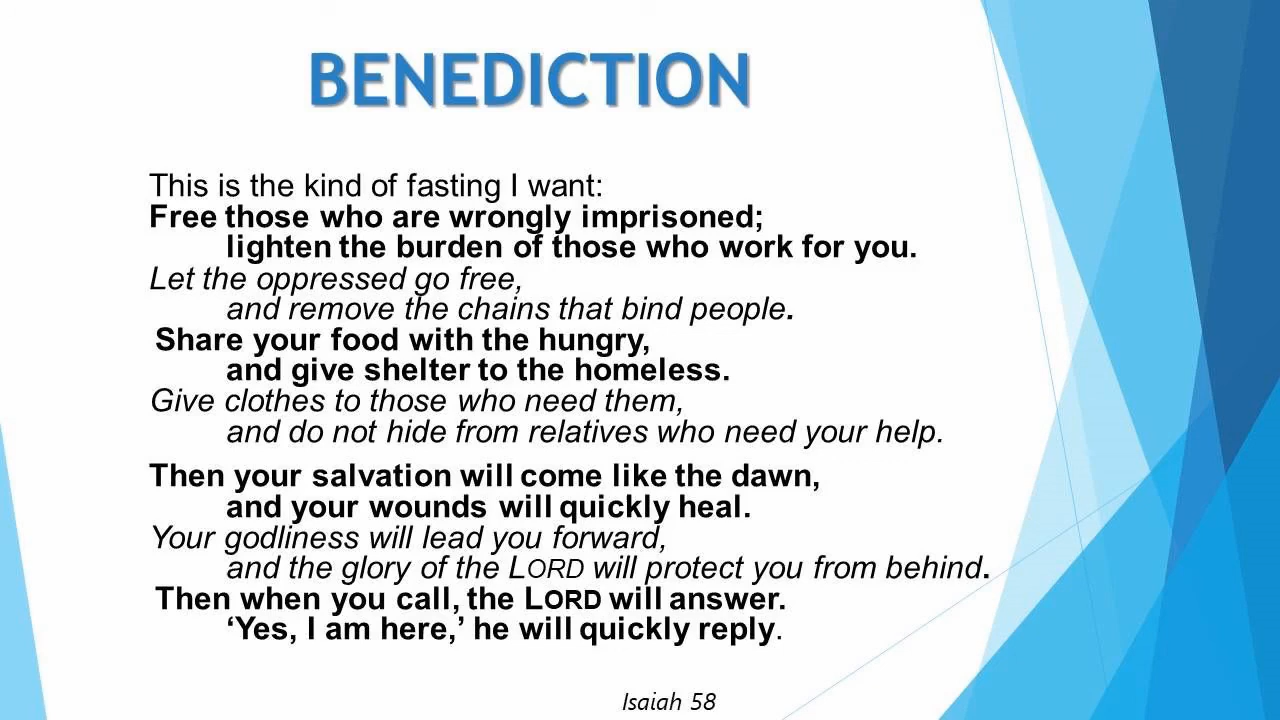 BENEDICTION
This is the kind of fasting I want:
Free those who are wrongly imprisoned;
lighten the burden of those who work for you.
Let the oppressed go free,
and remove the chains that bind people.
Share your food with the hungry,
and give shelter to the homeless.
Give clothes to those who need them,
and do not hide from relatives who need your help.
Then your salvation will come like the dawn,
and your wounds will quickly heal.
Your godliness will lead you forward,
and the glory of the LORD will protect you from behind.
Then when you call, the LORD will answer.
‘Yes, I am here,’ he will quickly reply.
Isaiah 58